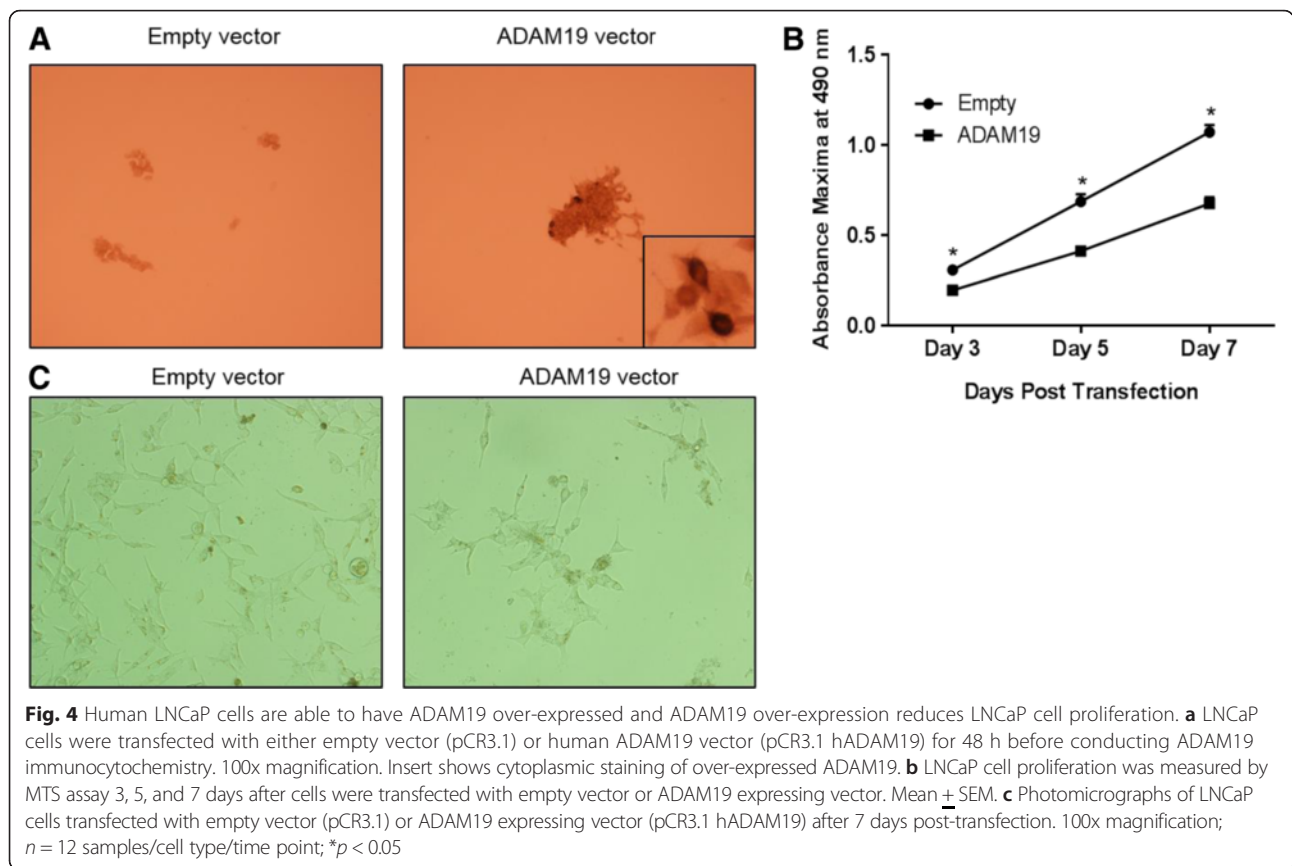 A
Empty vector
ADAM19 vector
B
Absorbance Maxima at 490 nm
1.5
1.0
0.5
0.0
Empty
ADAM19
*
*
*
Day 3
Day 5
Day 7
Days Post Transfection
C
Empty vector
ADAM19 vector
Fig. 4 Human LNCaP cells are able to have ADAM19 over-expressed and ADAM19 over-expression reduces LNCaP cell proliferation. a LNCaP
cells were transfected with either empty vector (pCR3.1) or human ADAM19 vector (pCR3.1 hADAM19) for 48 h before conducting ADAM19
immunocytochemistry. 100x magnification. Insert shows cytoplasmic staining of over-expressed ADAM19. b LNCaP cell proliferation was measured by
MTS assay 3, 5, and 7 days after cells were transfected with empty vector or ADAM19 expressing vector. Mean + SEM. c Photomicrographs of LNCaP
cells transfected with empty vector (pCR3.1) or ADAM19 expressing vector (pCR3.1 hADAM19) after 7 days post-transfection. 100x magnification;
n = 12 samples/cell type/time point; *p < 0.05